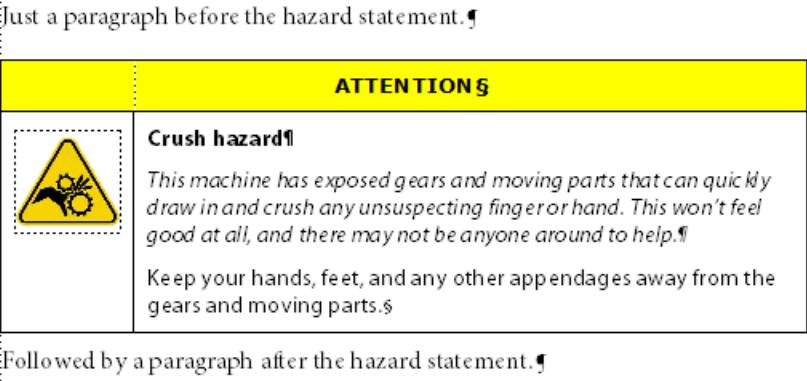 Just a paragraph before the hazard statement.¶
ATTENTION§
Crush hazard¶
This machine has exposed gears and moving parts that can quickly
draw in and crush any unsuspecting finger or hand. This won't feel
good at all, and there may not be anyone around to help.¶
Keep your hands, feet, and any other appendages away from the
gears and moving parts.§
Followed by a paragraph after the hazard statement.¶